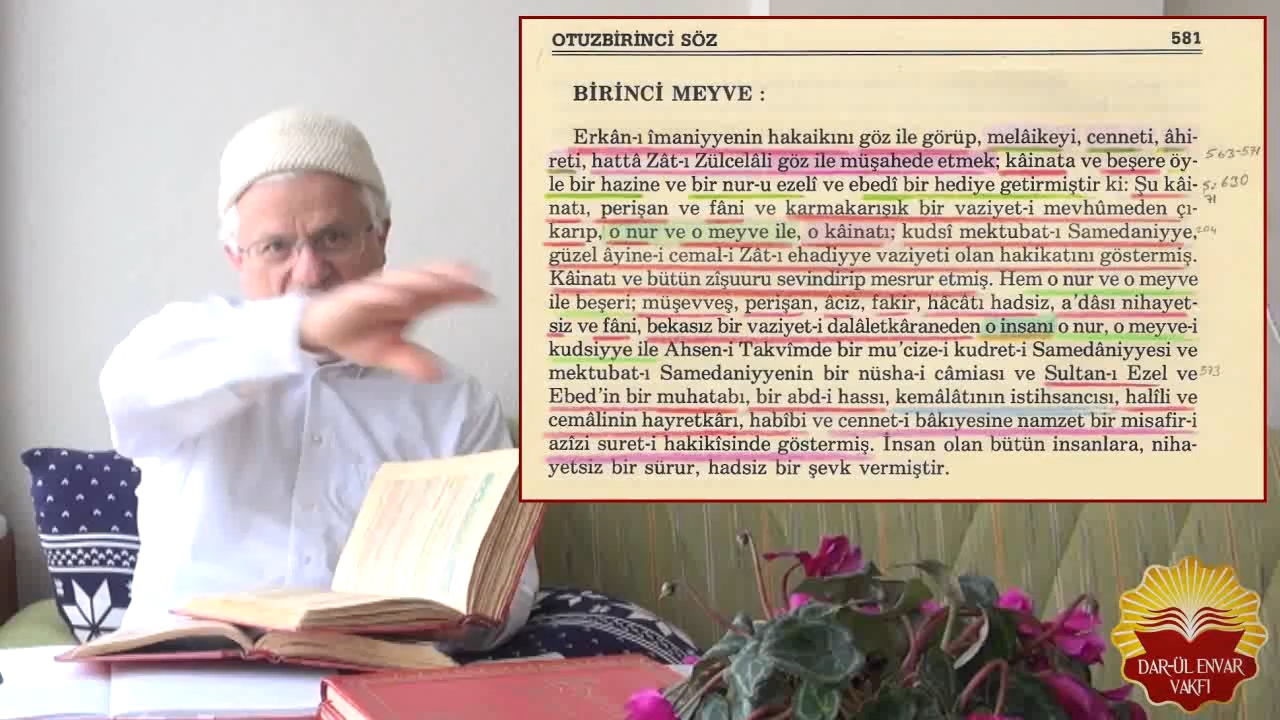 OTUZBİRİNCİ SÖZ 581
BİRİNCİ MEYVE :
Erkân-ı îmaniyyenin hakaikını göz ile görüp, melâikeyi, cenneti, âhi-
reti, hattâ Zât-ı Zülcelâli göz ile müşahede etmek; kâinata ve beşere öy-
563-571
le bir hazine ve bir nur-u ezelî ve ebedî bir hediye getirmiştir ki: Şu kâi-
S: 630
71
natı, perişan ve fâni ve karmakarışık bir vaziyet-i mevhûmeden çı-
karıp, o nur ve o meyve ile, o kâinatı; kudsî mektubat-ı Samedaniyye,
204
güzel âyine-i cemal-i Zât-ı ehadiyye vaziyeti olan hakikatını göstermiş.
Kâinatı ve bütün zîşuuru sevindirip mesrur etmiş. Hem o nur ve o meyve
ile beşeri; müşevveş, perişan, âciz, fakir, hâcâtı hadsiz, a'dâsı nihayet-
siz ve fâni, bekasız bir vaziyet-i dalâletkâraneden o insanı o nur, o meyve-i
kudsiyye ile Ahsen-i Takvîmde bir mu'cize-i kudret-i Samedâniyyesi ve
mektubat-ı Samedaniyyenin bir nüsha-i câmiası ve Sultan-ı Ezel ve
573
Ebed'in bir muhatabı, bir abd-i hassı, kemâlâtının istihsancısı, halîli ve
cemâlinin hayretkârı, habîbi ve cennet-i bâkıyesine namzet bir misafir-i
azîzi suret-i hakikîsinde göstermiş. İnsan olan bütün insanlara, niha-
yetsiz bir sürur, hadsiz bir şevk vermiştir.
DAR-ÜL ENVAR
VAKFI